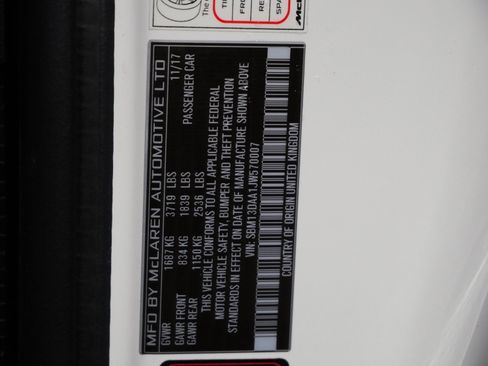 MFD BY McLAREN AUTOMOTIVE LTD
11/17
GVWR 1687 KG 3719 LBS PASSENGER CAR
GAWR FRONT 834 KG 1839 LBS
GAWR REAR 1150 KG 2536 LBS
THIS VEHICLE CONFORMS TO ALL APPLICABLE FEDERAL
MOTOR VEHICLE SAFETY, BUMPER AND THEFT PREVENTION
STANDARDS IN EFFECT ON DATE OF MANUFACTURE SHOWN ABOVE
VIN: SBM13DAA1JW570007
COUNTRY OF ORIGIN UNITED KINGDOM